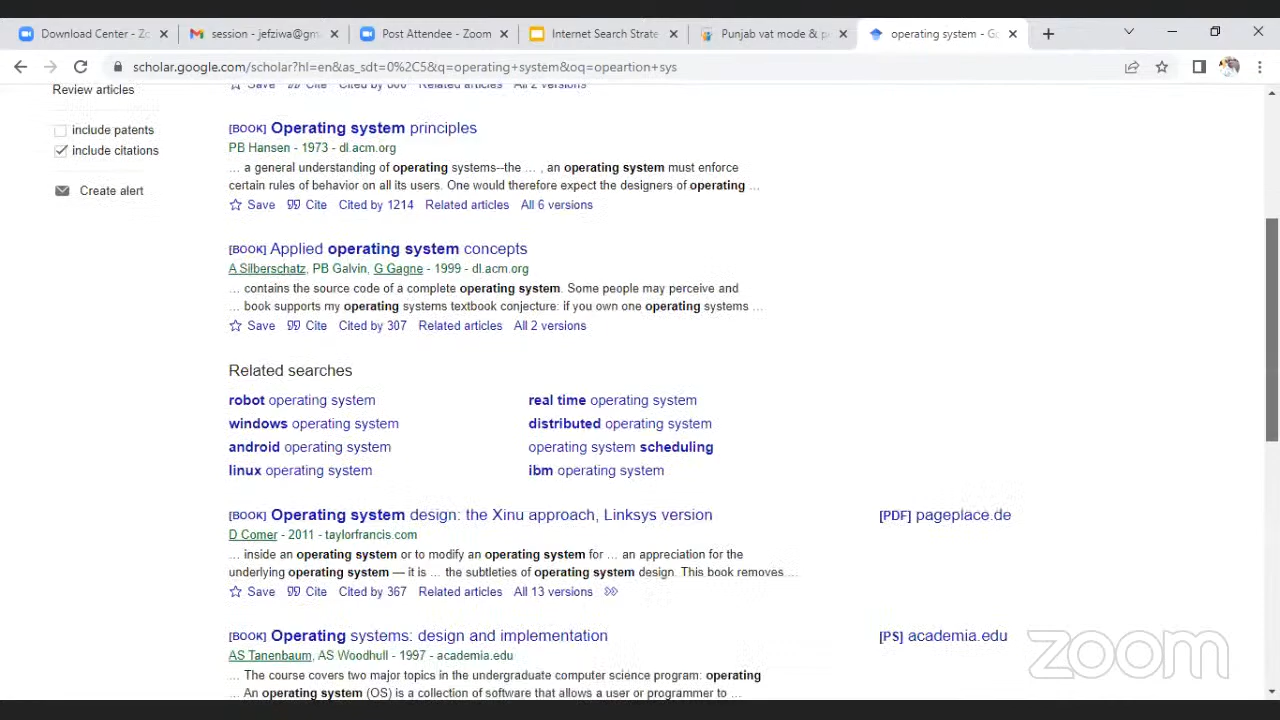 Download Center - Zo
session - jefziwa@gm
Post Attendee - Zoom
Internet Search Strate
Punjab vat mode & p
operating system - Go
scholar.google.com/scholar?hl=en&as_sdt=0%2C5&q=operating+system&oq=opeartion+sys
Review articles
include patents
include citations
Create alert
Save Cite Cited by 800 Related articles All 2 versions
[BOOK] Operating system principles
PB Hansen - 1973 - dl.acm.org
… a general understanding of operating systems--the … , an operating system must enforce
certain rules of behavior on all its users. One would therefore expect the designers of operating …
Save Cite Cited by 1214 Related articles All 6 versions
[BOOK] Applied operating system concepts
A Silberschatz, PB Galvin, G Gagne - 1999 - dl.acm.org
… contains the source code of a complete operating system. Some people may perceive and
… book supports my operating systems textbook conjecture: if you own one operating systems …
Save Cite Cited by 307 Related articles All 2 versions
Related searches
robot operating system
real time operating system
windows operating system
distributed operating system
android operating system
operating system scheduling
linux operating system
ibm operating system
[BOOK] Operating system design: the Xinu approach, Linksys version
[PDF] pageplace.de
D Comer - 2011 - taylorfrancis.com
… inside an operating system or to modify an operating system for … an appreciation for the
underlying operating system — it is … the subtleties of operating system design. This book removes …
Save Cite Cited by 367 Related articles All 13 versions
[BOOK] Operating systems: design and implementation
[PS] academia.edu
AS Tanenbaum, AS Woodhull - 1997 - academia.edu
… The course covers two major topics in the undergraduate computer science program: operating
… An operating system (OS) is a collection of software that allows a user or programmer to …
zoom